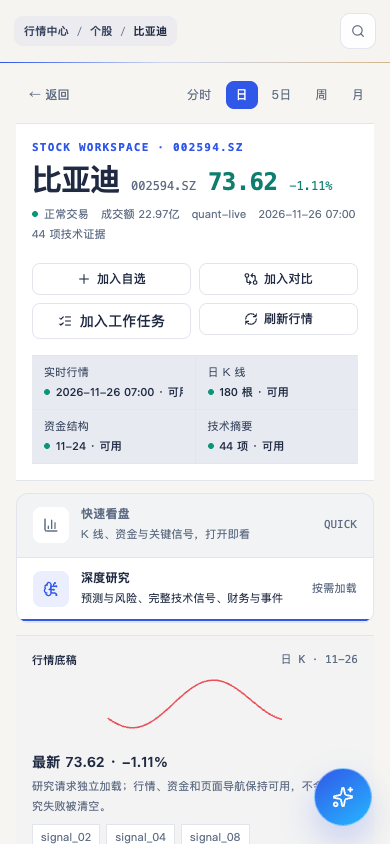 行情中心 / 个股 / 比亚迪
← 返回
分时 日 5日 周 月
STOCK WORKSPACE · 002594.SZ
比亚迪 002594.SZ 73.62 −1.11%
正常交易 成交额 22.97亿 quant-live 2026-11-26 07:00
44 项技术证据
加入自选
加入对比
加入工作任务
刷新行情
实时行情
2026-11-26 07:00 · 可
日 K 线
180 根 · 可用
资金结构
11-24 · 可用
技术摘要
44 项 · 可用
快速看盘
K 线、资金与关键信号，打开即看
QUICK
深度研究
预测与风险、完整技术信号、财务与事件
按需加载
行情底稿
日 K · 11-26
最新 73.62 · −1.11%
研究请求独立加载；行情、资金和页面导航保持可用，不
究失败被清空。
signal_02 signal_04 signal_08